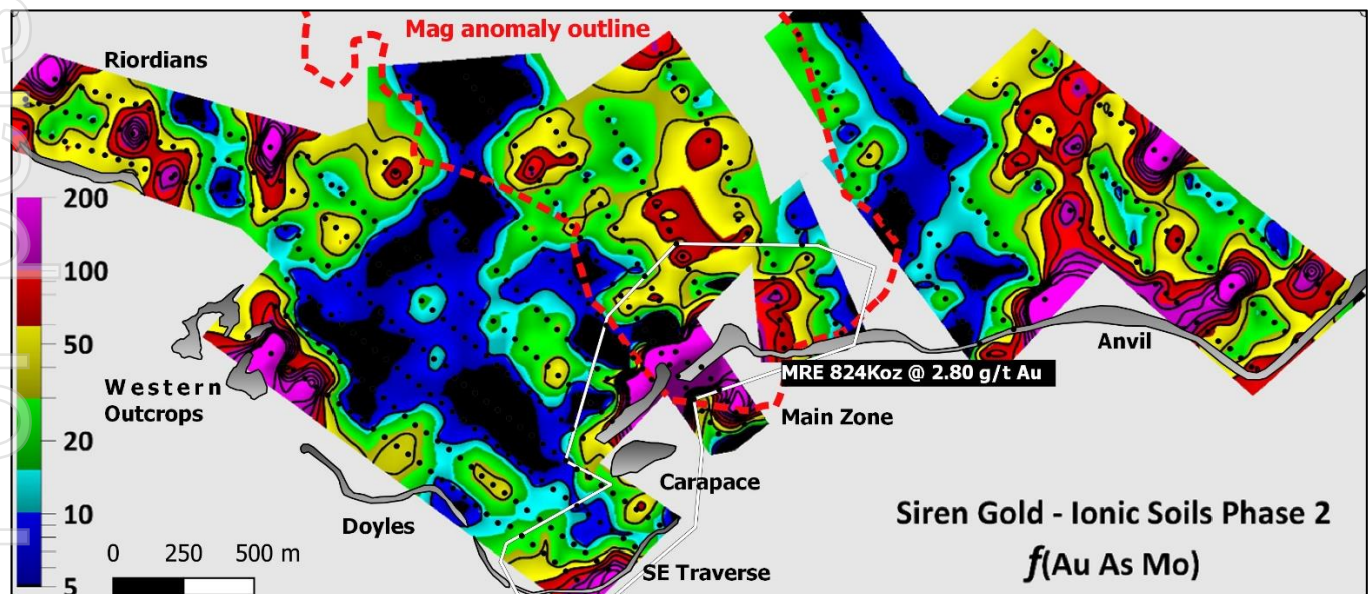 Mag anomaly outline
Riordians
200
100
50
20
10
5
Western
Outcrops
Anvil
MRE 824Koz @ 2.80 g/t Au
Main Zone
Carapace
Doyles
Siren Gold - Ionic Soils Phase 2
f(Au As Mo)
0 250 500 m
SE Traverse